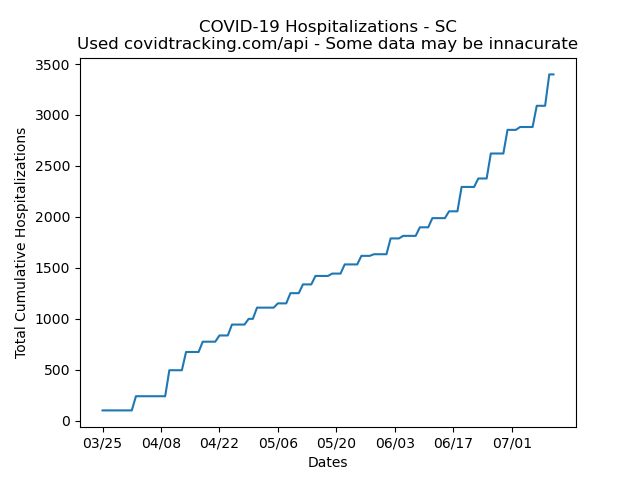 COVID-19 Hospitalizations - SC
Used covidtracking.com/api - Some data may be innacurate
Total Cumulative Hospitalizations
3500
3000
2500
2000
1500
1000
500
0
03/25 04/08 04/22 05/06 05/20 06/03 06/17 07/01
Dates